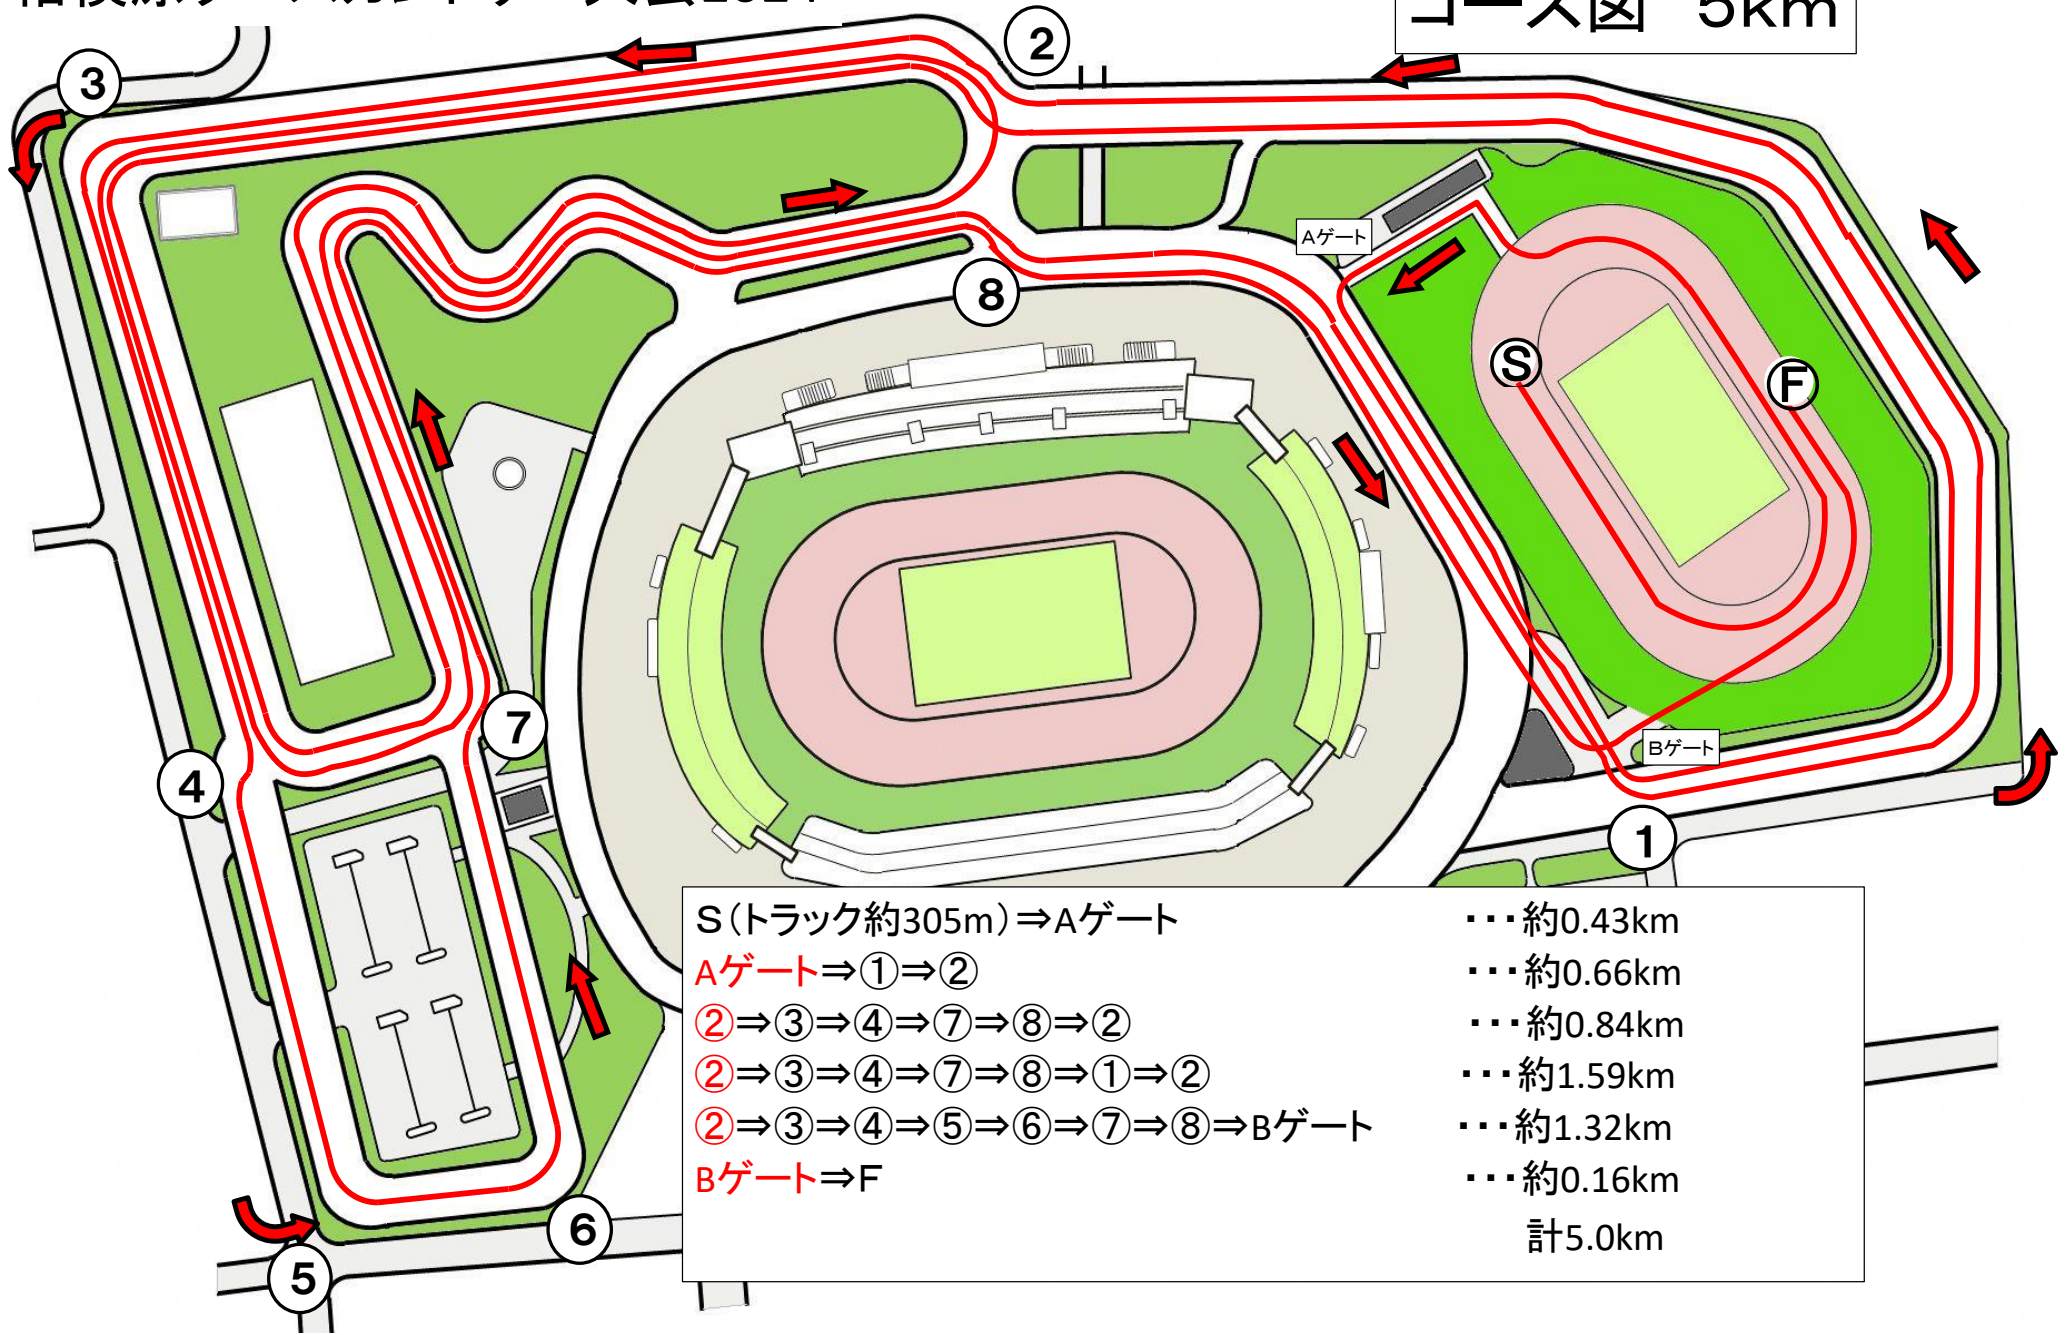 コース図 5km
②
③
Aゲート
⑧
S
F
⑦
④
Bゲート
①
S(トラック約305m)⇒Aゲート ・・・約0.43km
Aゲート⇒①⇒② ・・・約0.66km
②⇒③⇒④⇒⑦⇒⑧⇒② ・・・約0.84km
②⇒③⇒④⇒⑦⇒⑧⇒①⇒② ・・・約1.59km
②⇒③⇒④⇒⑤⇒⑥⇒⑦⇒⑧⇒Bゲート ・・・約1.32km
Bゲート⇒F ・・・約0.16km
計5.0km
⑥
⑤